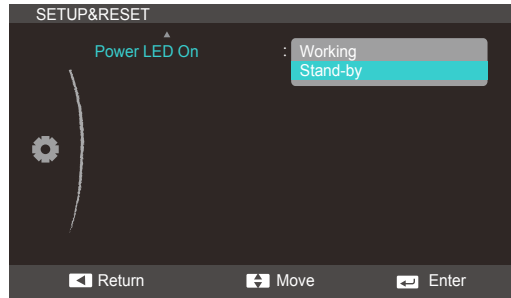 SETUP&RESET
Power LED On : Working
Stand-by
Return Move Enter